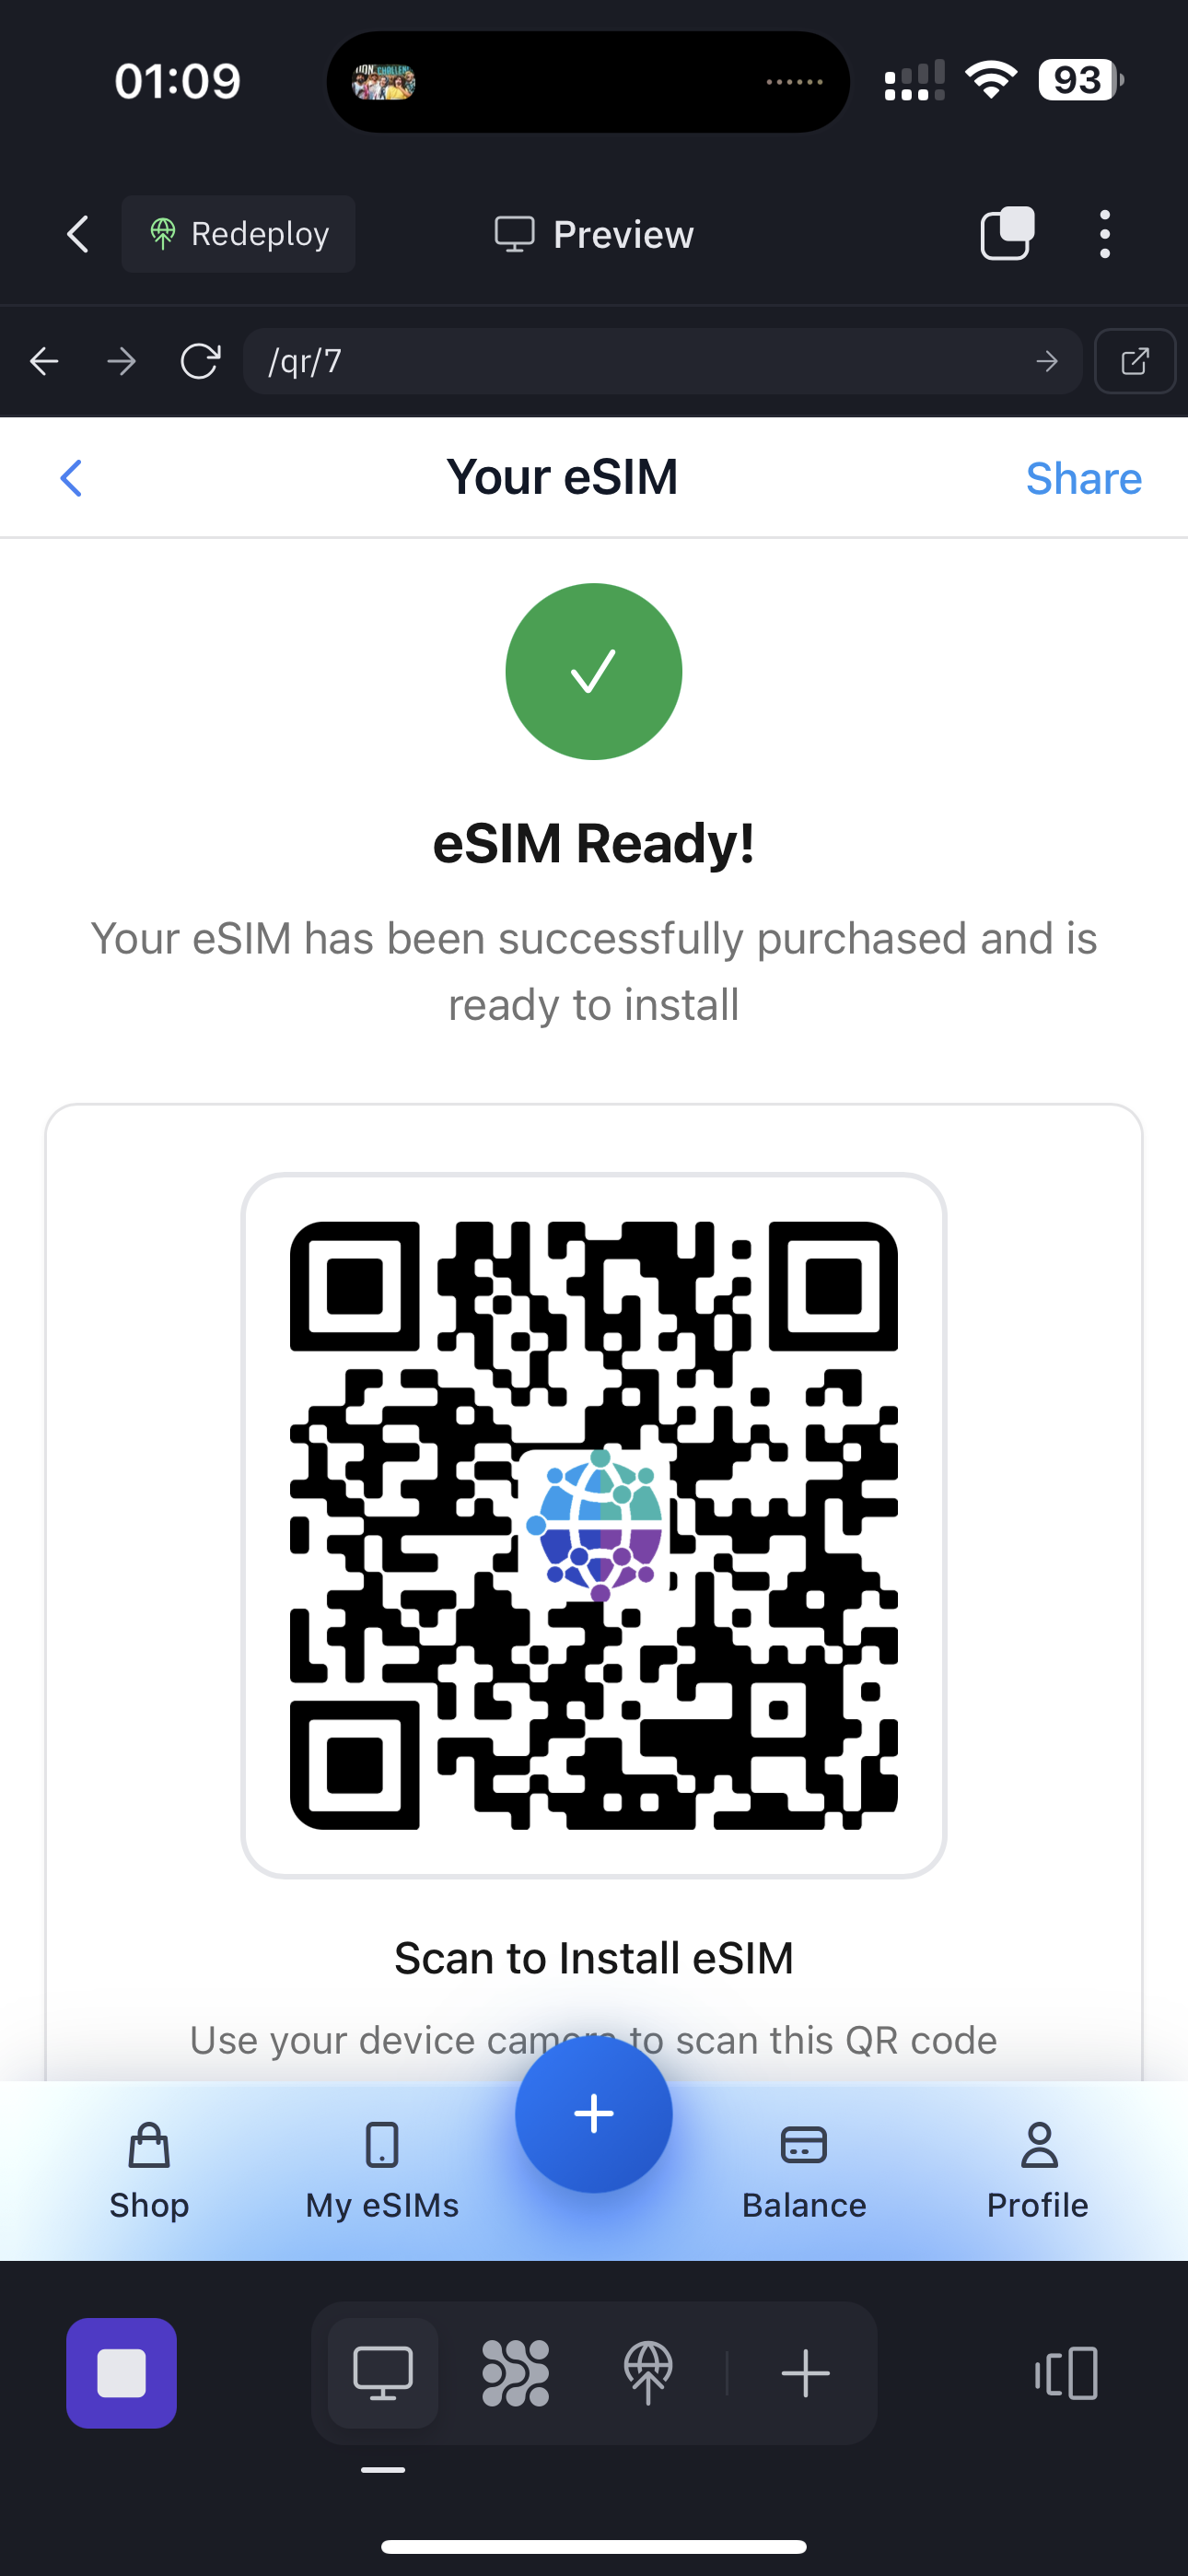 01:09
93
Redeploy
Preview
/qr/7
Your eSIM
Share
eSIM Ready!
Your eSIM has been successfully purchased and is
ready to install
Scan to Install eSIM
Use your device camera to scan this QR code
Shop
My eSIMs
Balance
Profile